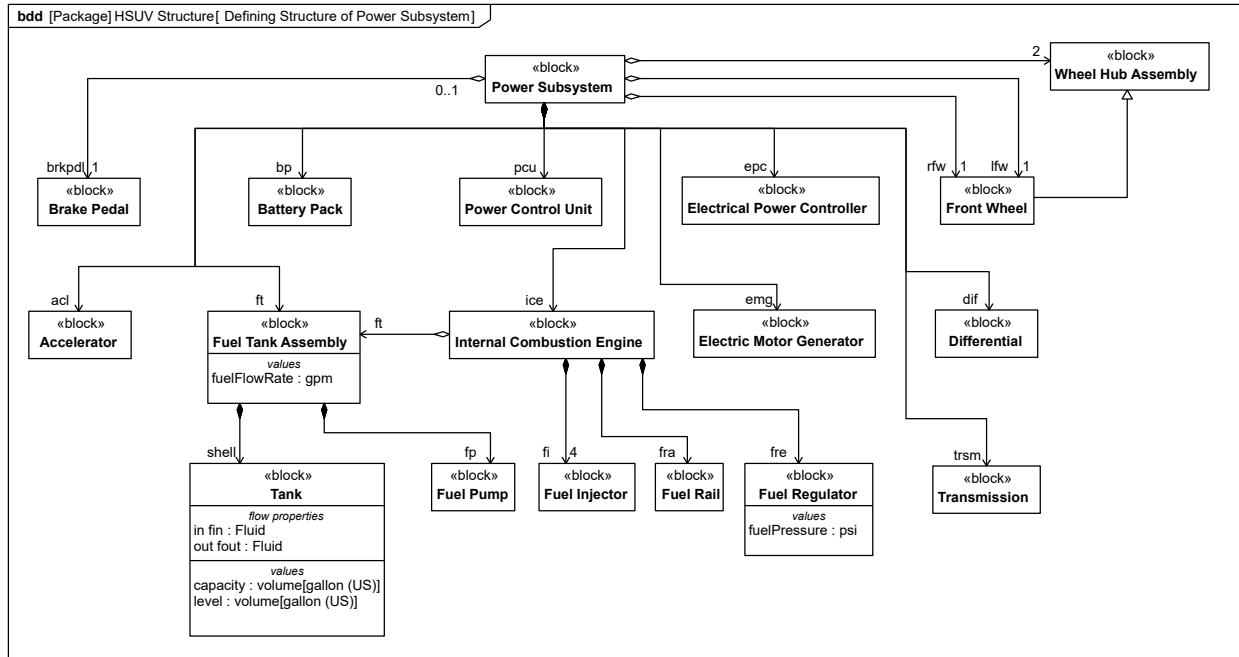 bdd [Package] HSUV Structure[ Defining Structure of Power Subsystem]
«block»
Power Subsystem
0..1
2
«block»
Wheel Hub Assembly
brkpdl 1
«block»
Brake Pedal
bp
«block»
Battery Pack
pcu
«block»
Power Control Unit
epc
«block»
Electrical Power Controller
rfw 1
lfw 1
«block»
Front Wheel
acl
«block»
Accelerator
ft
«block»
Fuel Tank Assembly
values
fuelFlowRate : gpm
ft
ice
«block»
Internal Combustion Engine
emg
«block»
Electric Motor Generator
dif
«block»
Differential
shell
«block»
Tank
flow properties
in fin : Fluid
out fout : Fluid
values
capacity : volume[gallon (US)]
level : volume[gallon (US)]
fp
«block»
Fuel Pump
fi 4
«block»
Fuel Injector
fra
«block»
Fuel Rail
fre
«block»
Fuel Regulator
values
fuelPressure : psi
trsm
«block»
Transmission